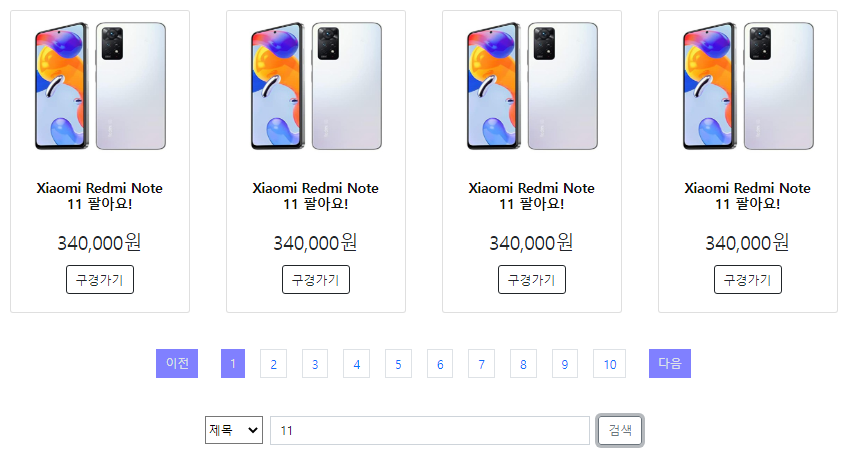 Xiaomi Redmi Note
11 팔아요!
340,000원
구경가기
Xiaomi Redmi Note
11 팔아요!
340,000원
구경가기
Xiaomi Redmi Note
11 팔아요!
340,000원
구경가기
Xiaomi Redmi Note
11 팔아요!
340,000원
구경가기
이전 1 2 3 4 5 6 7 8 9 10 다음
제목 11 검색